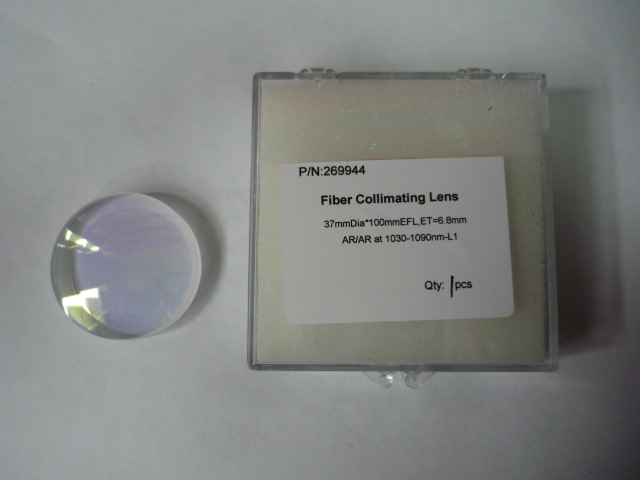 P/N:269944
Fiber Collimating Lens
37mmDia*100mmEFL,ET=6.8mm
AR/AR at 1030-1090nm-L1
Qty: 1pcs